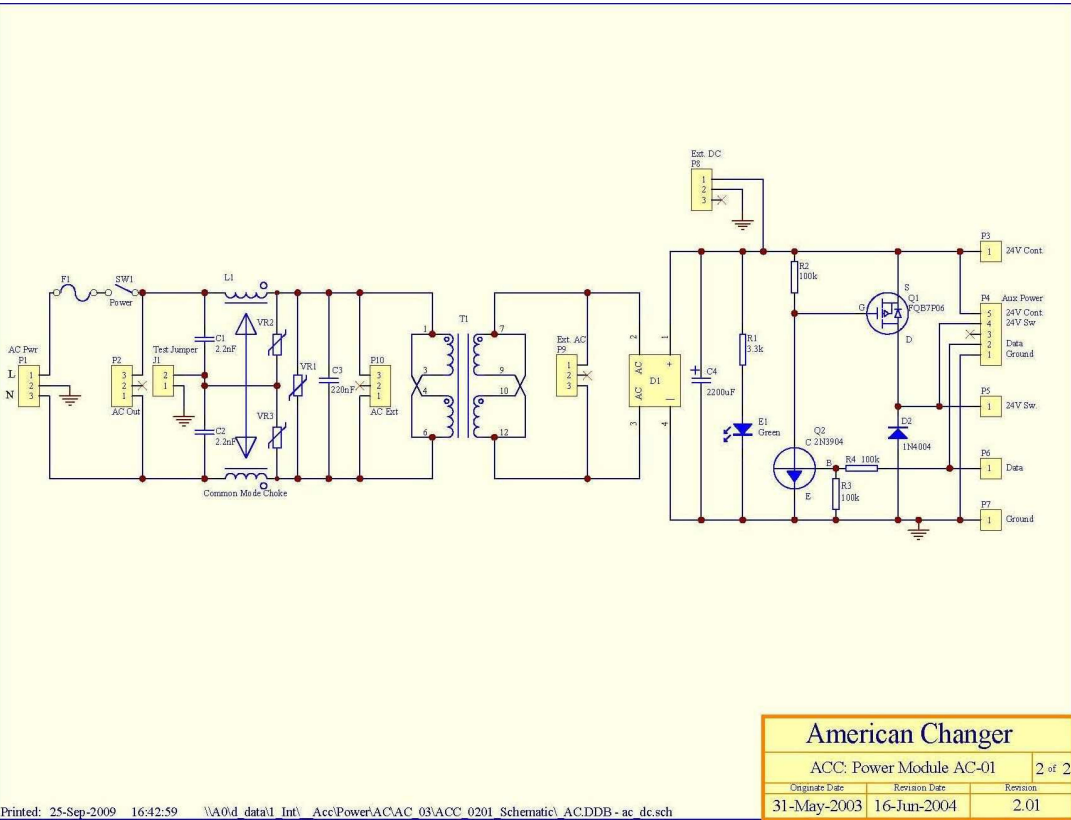 Ext. DC
P8
1
2
3
P3
1
24V Cont.
F1
SW1
Power
L1
R2
100k
S
G
Q1
FQB7P06
D
P4
Aux Power
5
4
3
2
1
24V Cont
24V Sw
Data
Ground
AC Pwr
P1
L
N
1
2
3
P2
3
2
1
AC Out
Test Jumper
J1
2
1
C1
2.2nF
C2
2.2nF
VR2
VR1
VR3
C3
220nF
P10
3
2
1
AC Ext
Common Mode Choke
T1
1
3
4
6
7
9
10
12
Ext. AC
P9
1
2
3
2
1
AC
+
D1
AC
3
4
C4
2200uF
R1
3.3k
E1
Green
Q2
C 2N3904
B
E
R4 100k
R3
100k
D2
1N4004
P5
1
24V Sw.
P6
1
Data
P7
1
Ground
American Changer
ACC: Power Module AC-01
2 of 2
Originate Date
Revision Date
Revision
31-May-2003
16-Jun-2004
2.01
Printed: 25-Sep-2009 16:42:59 \\A0\d_data\1_Int\__Acc\Power\AC\AC_03\ACC_0201_Schematic\_AC.DDB - ac_dc.sch